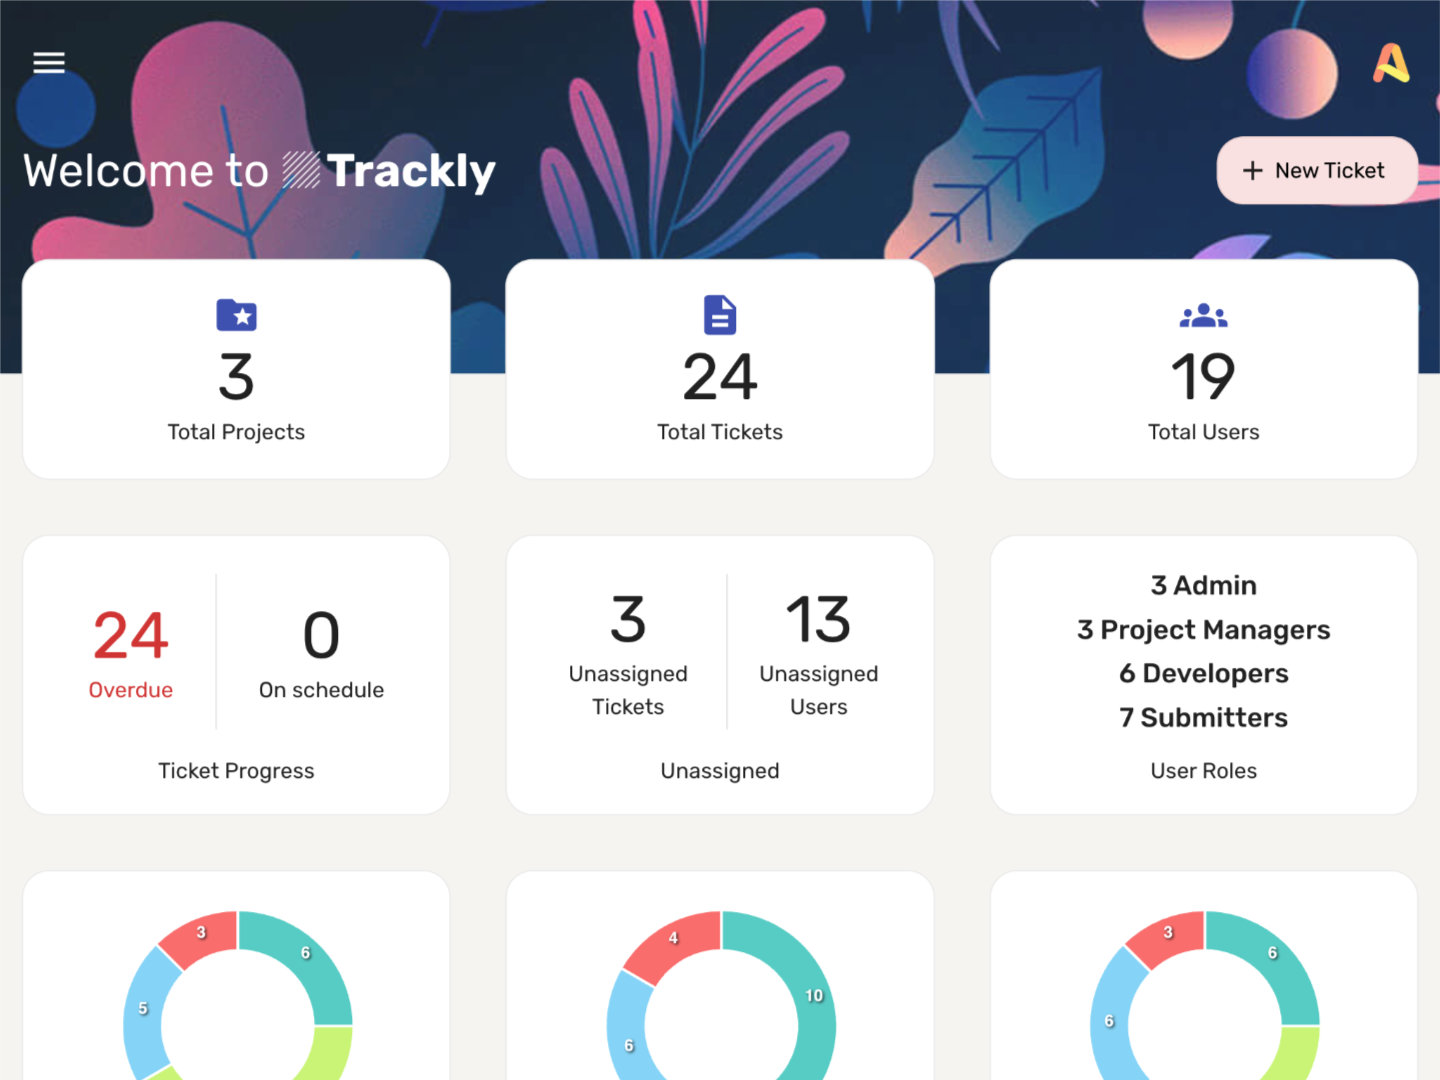 Welcome to Trackly
+ New Ticket
3
Total Projects
24
Total Tickets
19
Total Users
24
Overdue
0
On schedule
Ticket Progress
3
Unassigned
Tickets
13
Unassigned
Users
Unassigned
3 Admin
3 Project Managers
6 Developers
7 Submitters
User Roles
3
6
5
4
10
6
3
6
6